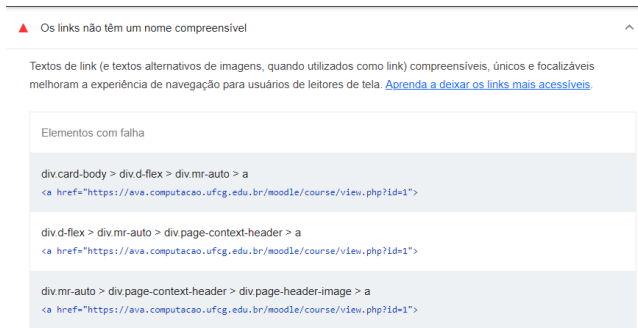 Os links não têm um nome compreensível
Textos de link (e textos alternativos de imagens, quando utilizados como link) compreensíveis, únicos e focalizáveis
melhoram a experiência de navegação para usuários de leitores de tela. Aprenda a deixar os links mais acessíveis.
Elementos com falha
div.card-body > div.d-flex > div.mr-auto > a
<a href="https://ava.computacao.ufcg.edu.br/moodle/course/view.php?id=1">
div.d-flex > div.mr-auto > div.page-context-header > a
<a href="https://ava.computacao.ufcg.edu.br/moodle/course/view.php?id=1">
div.mr-auto > div.page-context-header > div.page-header-image > a
<a href="https://ava.computacao.ufcg.edu.br/moodle/course/view.php?id=1">